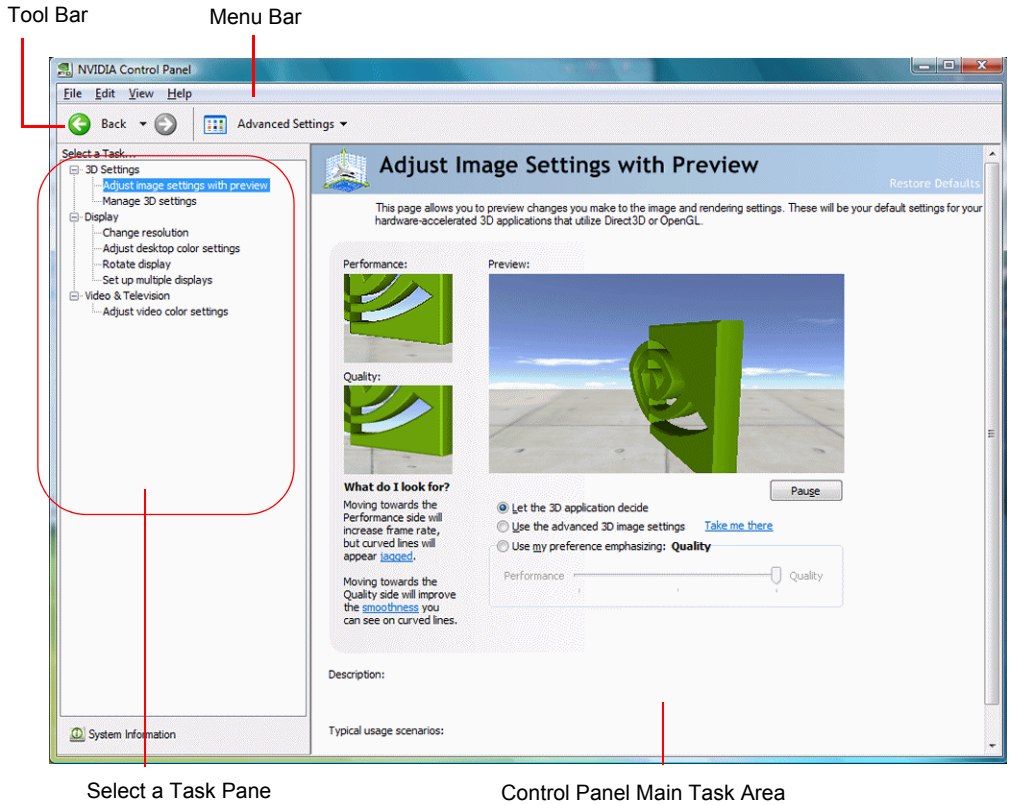 Tool Bar
Menu Bar
NVIDIA Control Panel
File Edit View Help
Back
Advanced Settings
Select a Task...
3D Settings
Adjust image settings with preview
Manage 3D settings
Display
Change resolution
Adjust desktop color settings
Rotate display
Set up multiple displays
Video & Television
Adjust video color settings
System Information
Adjust Image Settings with Preview
Restore Defaults
This page allows you to preview changes you make to the image and rendering settings. These will be your default settings for your
hardware-accelerated 3D applications that utilize Direct3D or OpenGL.
Performance:
Quality:
What do I look for?
Moving towards the
Performance side will
increase frame rate,
but curved lines will
appear jagged.
Moving towards the
Quality side will improve
the smoothness you
can see on curved lines.
Preview:
Pause
Let the 3D application decide
Use the advanced 3D image settings Take me there
Use my preference emphasizing: Quality
Performance Quality
Description:
Typical usage scenarios:
Select a Task Pane
Control Panel Main Task Area